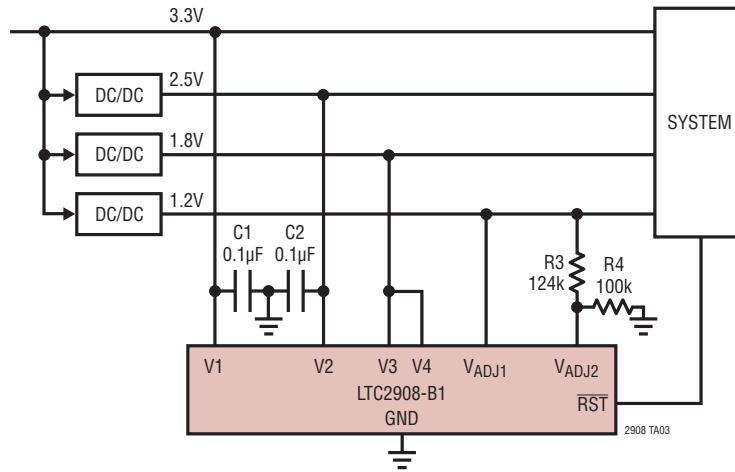 3.3V
2.5V
DC/DC
1.8V
DC/DC
1.2V
DC/DC
SYSTEM
C1
0.1µF
C2
0.1µF
R3
124k
R4
100k
V1 V2 V3 V4 VADJ1 VADJ2
LTC2908-B1
GND
RST
2908 TA03